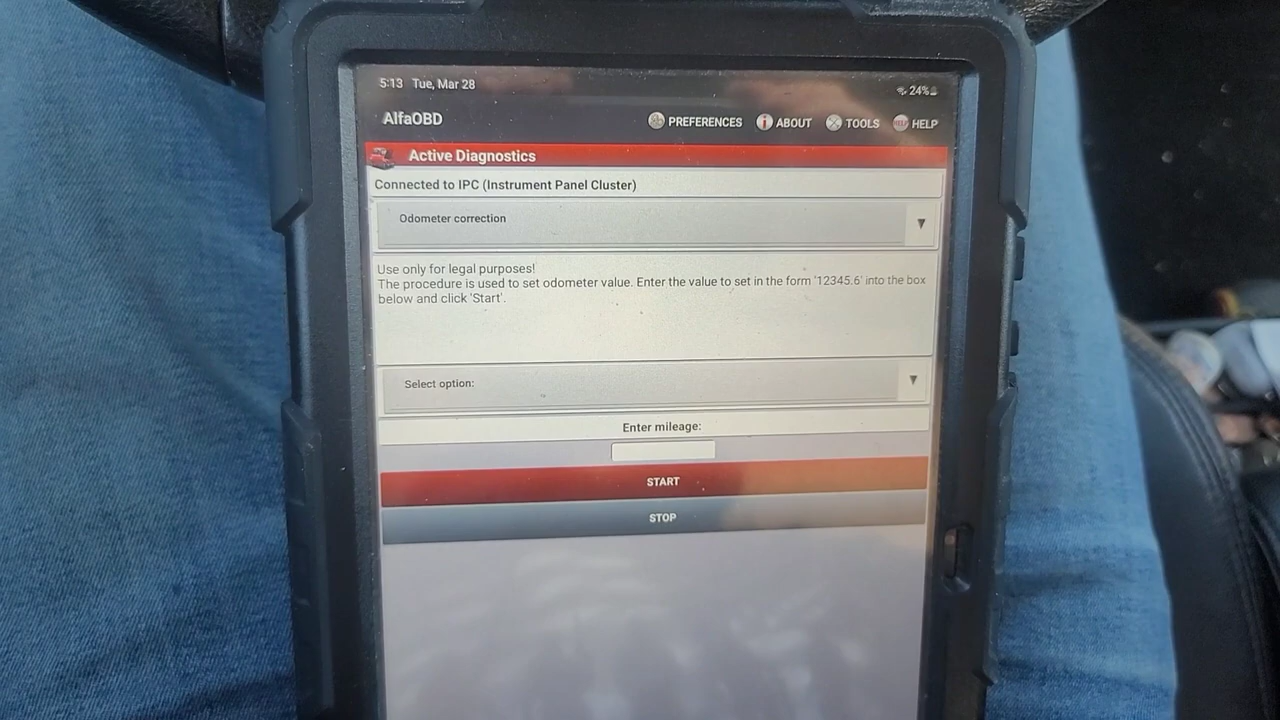 5:13 Tue, Mar 28
24%
AlfaOBD
PREFERENCES
ABOUT
TOOLS
HELP
Active Diagnostics
Connected to IPC (Instrument Panel Cluster)
Odometer correction
Use only for legal purposes!
The procedure is used to set odometer value. Enter the value to set in the form '12345.6' into the box
below and click 'Start'.
Select option:
Enter mileage:
START
STOP